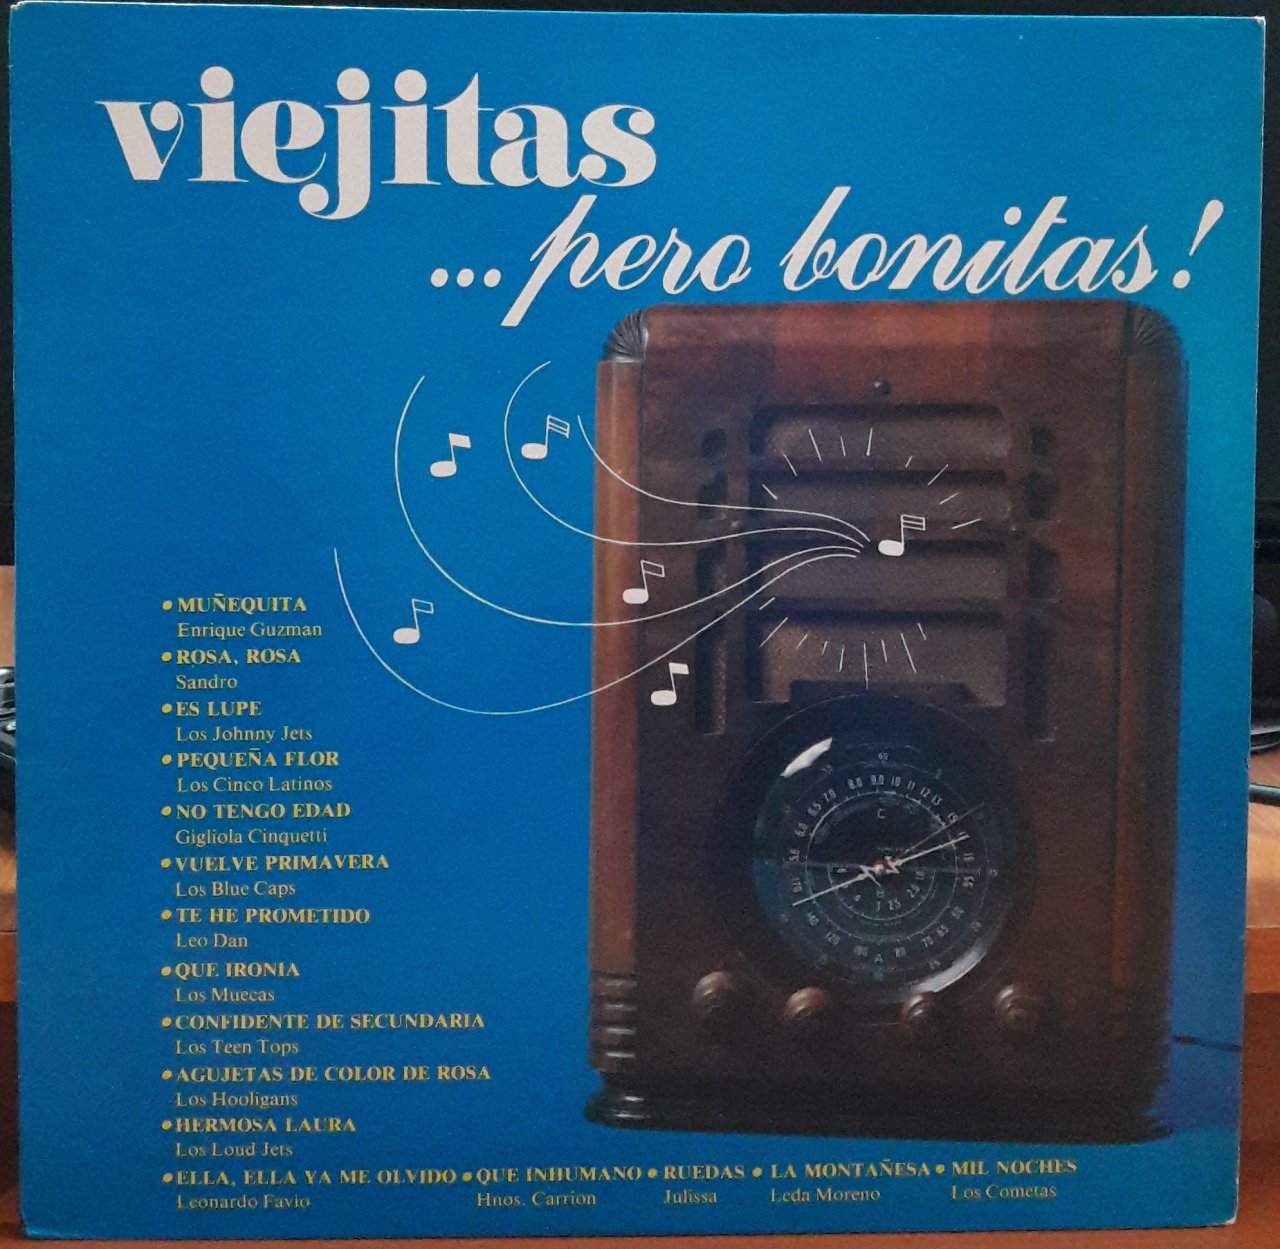 viejitas
...pero bonitas!
• MUÑEQUITA
Enrique Guzman
• ROSA, ROSA
Sandro
• ES LUPE
Los Johnny Jets
• PEQUEÑA FLOR
Los Cinco Latinos
• NO TENGO EDAD
Gigliola Cinquetti
• VUELVE PRIMAVERA
Los Blue Caps
• TE HE PROMETIDO
Leo Dan
• QUE IRONIA
Los Muecas
• CONFIDENTE DE SECUNDARIA
Los Teen Tops
• AGUJETAS DE COLOR DE ROSA
Los Hooligans
• HERMOSA LAURA
Los Loud Jets
• ELLA, ELLA YA ME OLVIDO • QUE INHUMANO • RUEDAS • LA MONTAÑESA • MIL NOCHES
Leonardo Favio Hnos. Carrion Julissa Leda Moreno Los Cometas